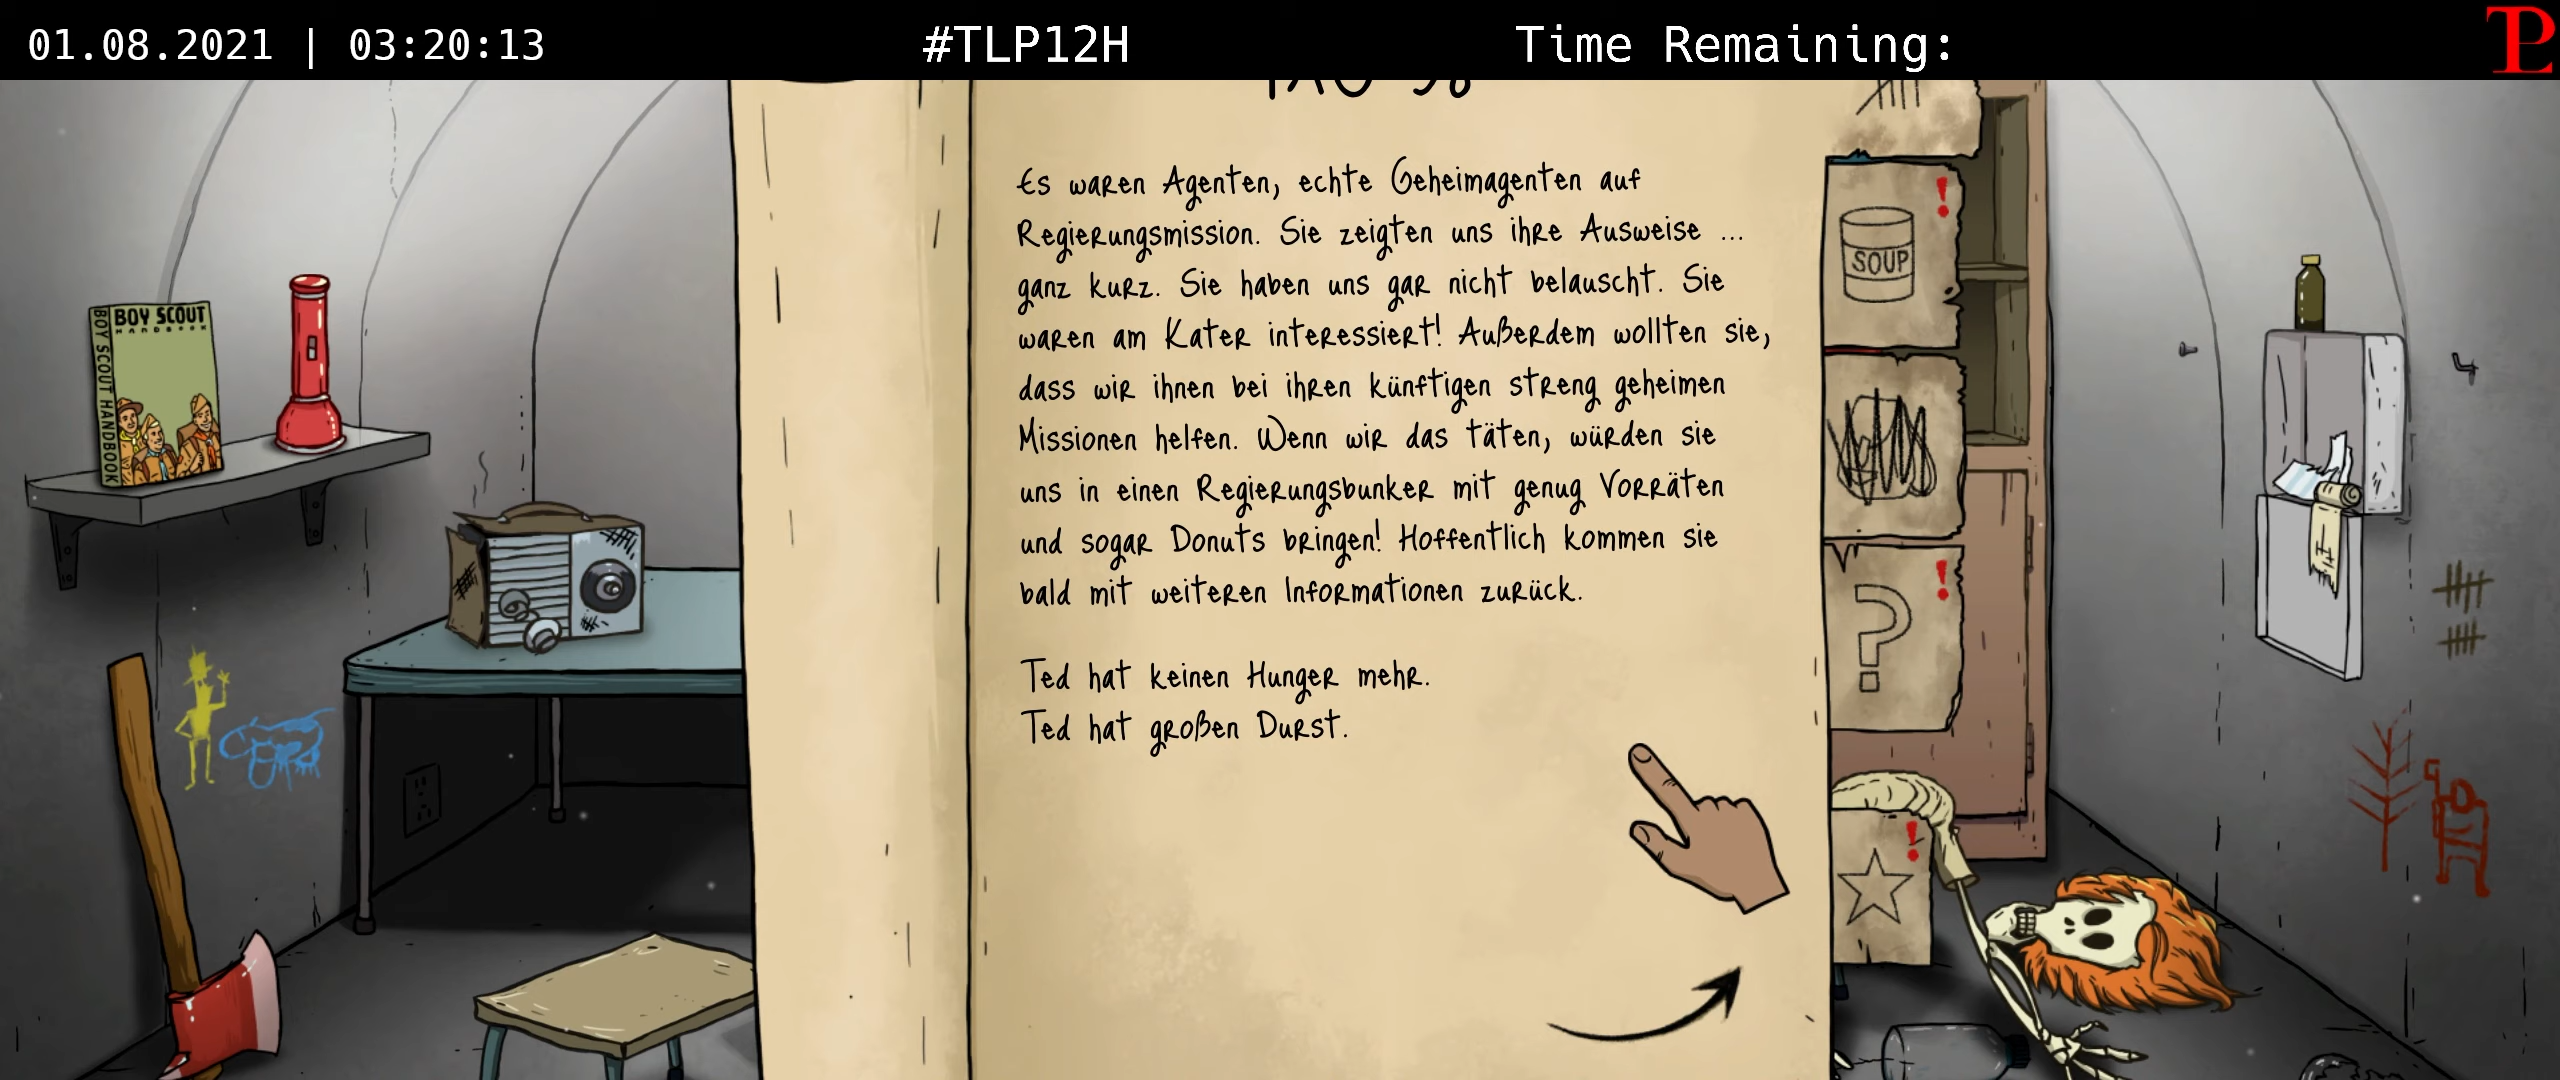 01.08.2021 | 03:20:13
#TLP12H
Time Remaining:
TLP
TAG 98
Es waren Agenten, echte Geheimagenten auf
Regierungsmission. Sie zeigten uns ihre Ausweise ...
ganz kurz. Sie haben uns gar nicht belauscht. Sie
waren am Kater interessiert! Außerdem wollten sie,
dass wir ihnen bei ihren künftigen streng geheimen
Missionen helfen. Wenn wir das täten, würden sie
uns in einen Regierungsbunker mit genug Vorräten
und sogar Donuts bringen! Hoffentlich kommen sie
bald mit weiteren Informationen zurück.
Ted hat keinen Hunger mehr.
Ted hat großen Durst.
BOY SCOUT
HANDBOOK
BOY SCOUT HANDBOOK
!
SOUP
!
?
!